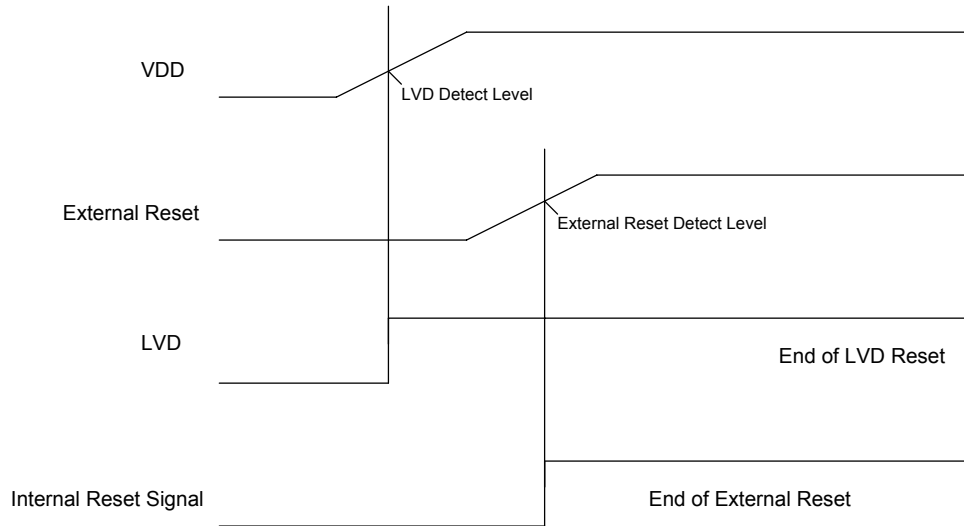 VDD
LVD Detect Level
External Reset
External Reset Detect Level
LVD
End of LVD Reset
Internal Reset Signal
End of External Reset